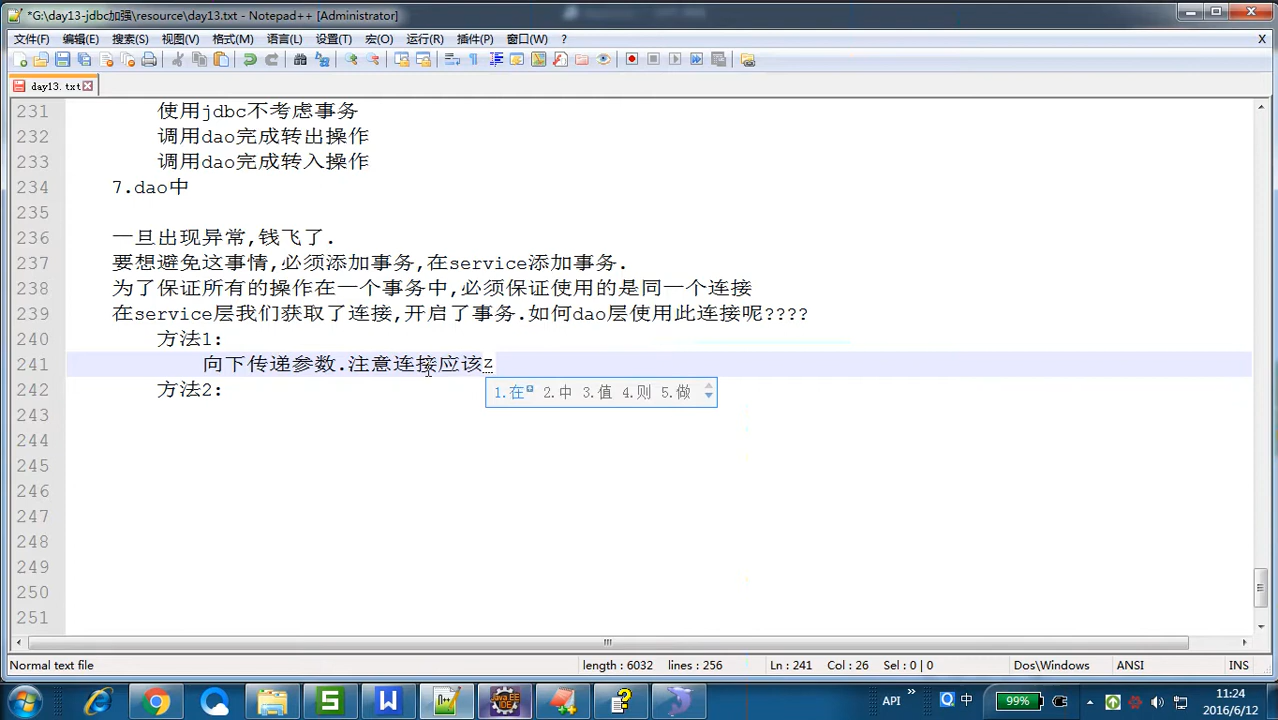 *G:\day13-jdbc加强\resource\day13.txt - Notepad++ [Administrator]
文件(F) 编辑(E) 搜索(S) 视图(V) 格式(M) 语言(L) 设置(T) 宏(O) 运行(R) 插件(P) 窗口(W) ? X
day13.txt
231 使用jdbc不考虑事务
232 调用dao完成转出操作
233 调用dao完成转入操作
234 7.dao中
235
236 一旦出现异常,钱飞了.
237 要想避免这事情,必须添加事务,在service添加事务.
238 为了保证所有的操作在一个事务中,必须保证使用的是同一个连接
239 在service层我们获取了连接,开启了事务.如何dao层使用此连接呢????
240 方法1:
241 向下传递参数.注意连接应该z
242 方法2:
1.在 2.中 3.值 4.则 5.做
243
244
245
246
247
248
249
250
251
Normal text file length : 6032 lines : 256 Ln : 241 Col : 26 Sel : 0 | 0 Dos\Windows ANSI INS
API » 中 99% 11:24
2016/6/12